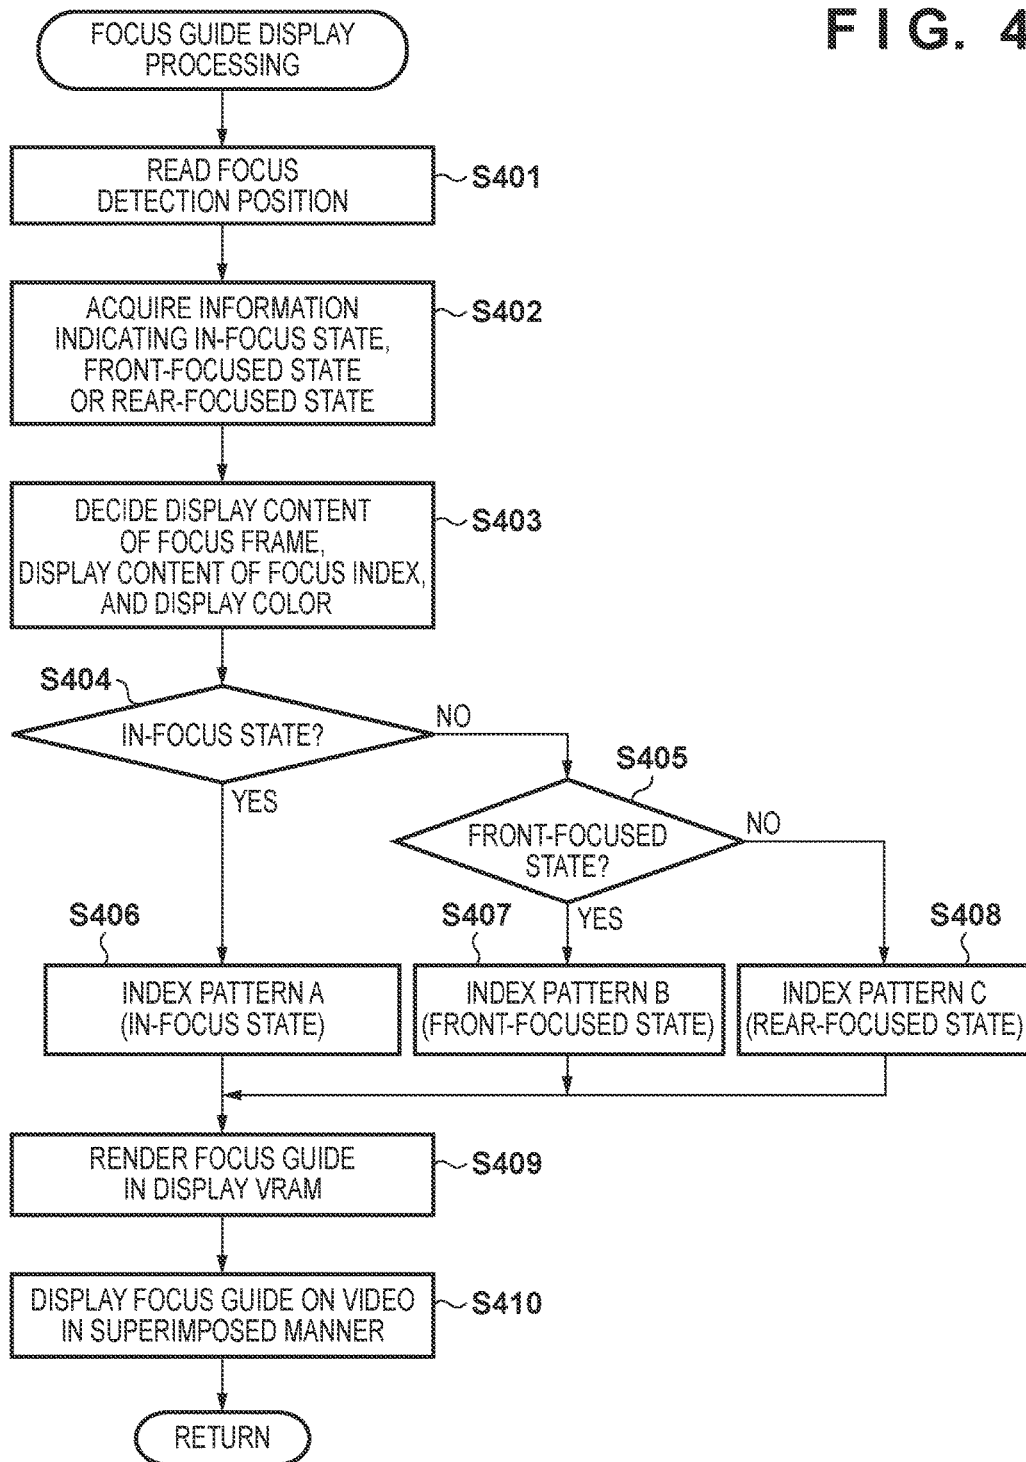 FIG. 4
FOCUS GUIDE DISPLAY
PROCESSING
READ FOCUS
DETECTION POSITION
S401
ACQUIRE INFORMATION
INDICATING IN-FOCUS STATE,
FRONT-FOCUSED STATE
OR REAR-FOCUSED STATE
S402
DECIDE DISPLAY CONTENT
OF FOCUS FRAME,
DISPLAY CONTENT OF FOCUS INDEX,
AND DISPLAY COLOR
S403
S404
IN-FOCUS STATE?
NO
YES
S405
FRONT-FOCUSED
STATE?
NO
YES
S406
INDEX PATTERN A
(IN-FOCUS STATE)
S407
INDEX PATTERN B
(FRONT-FOCUSED STATE)
S408
INDEX PATTERN C
(REAR-FOCUSED STATE)
RENDER FOCUS GUIDE
IN DISPLAY VRAM
S409
DISPLAY FOCUS GUIDE ON VIDEO
IN SUPERIMPOSED MANNER
S410
RETURN